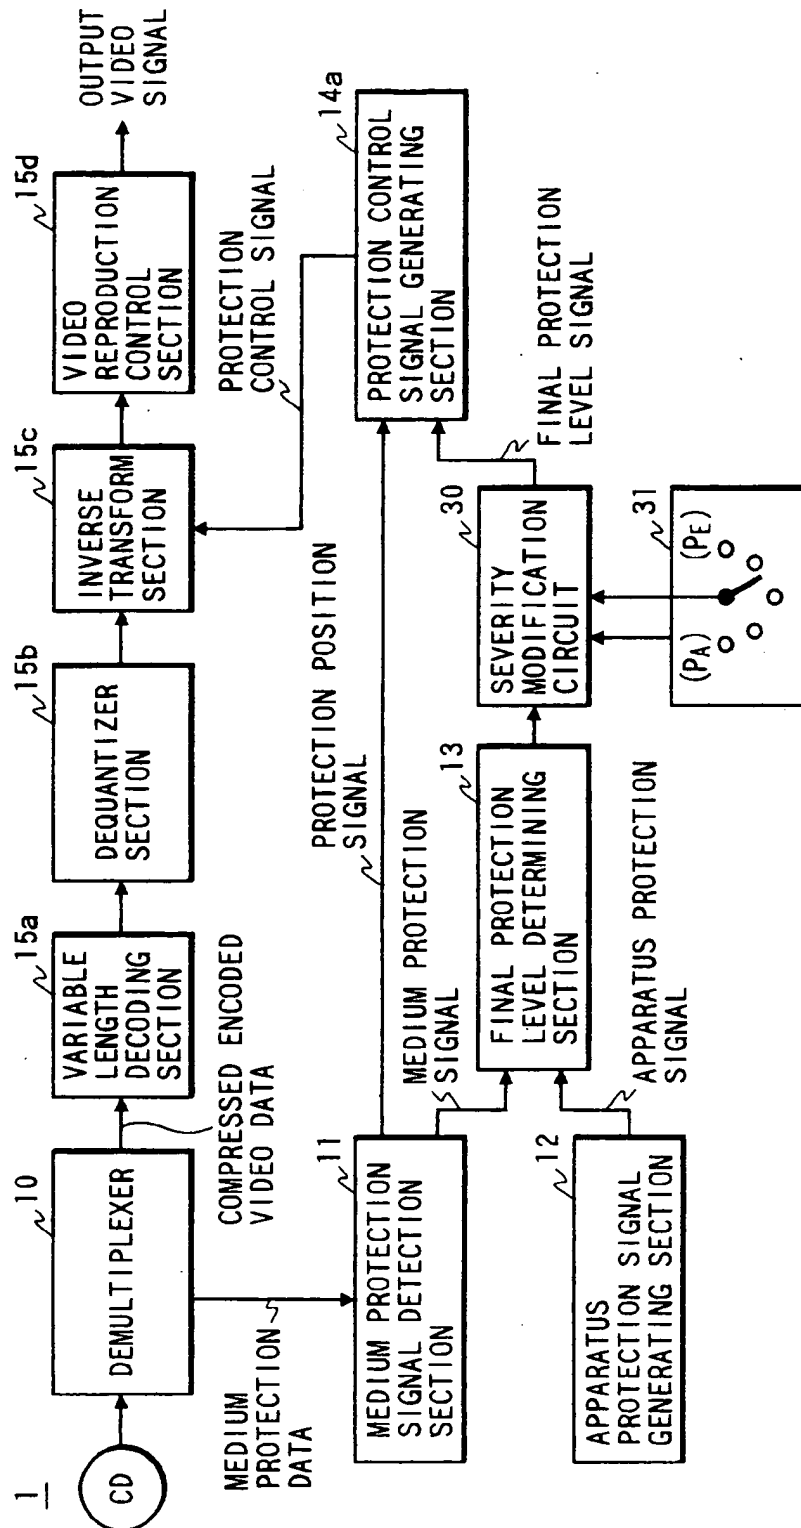 1
CD
10
DEMULTIPLEXER
COMPRESSED ENCODED
VIDEO DATA
15a
VARIABLE
LENGTH
DECODING
SECTION
15b
DEQUANTIZER
SECTION
15c
INVERSE
TRANSFORM
SECTION
15d
VIDEO
REPRODUCTION
CONTROL
SECTION
OUTPUT
VIDEO
SIGNAL
MEDIUM
PROTECTION
DATA
11
MEDIUM PROTECTION
SIGNAL DETECTION
SECTION
PROTECTION POSITION
SIGNAL
PROTECTION
CONTROL SIGNAL
14a
PROTECTION CONTROL
SIGNAL GENERATING
SECTION
MEDIUM PROTECTION
SIGNAL
12
APPARATUS
PROTECTION SIGNAL
GENERATING SECTION
APPARATUS PROTECTION
SIGNAL
13
FINAL PROTECTION
LEVEL DETERMINING
SECTION
30
SEVERITY
MODIFICATION
CIRCUIT
FINAL PROTECTION
LEVEL SIGNAL
31
(PA)
(PE)